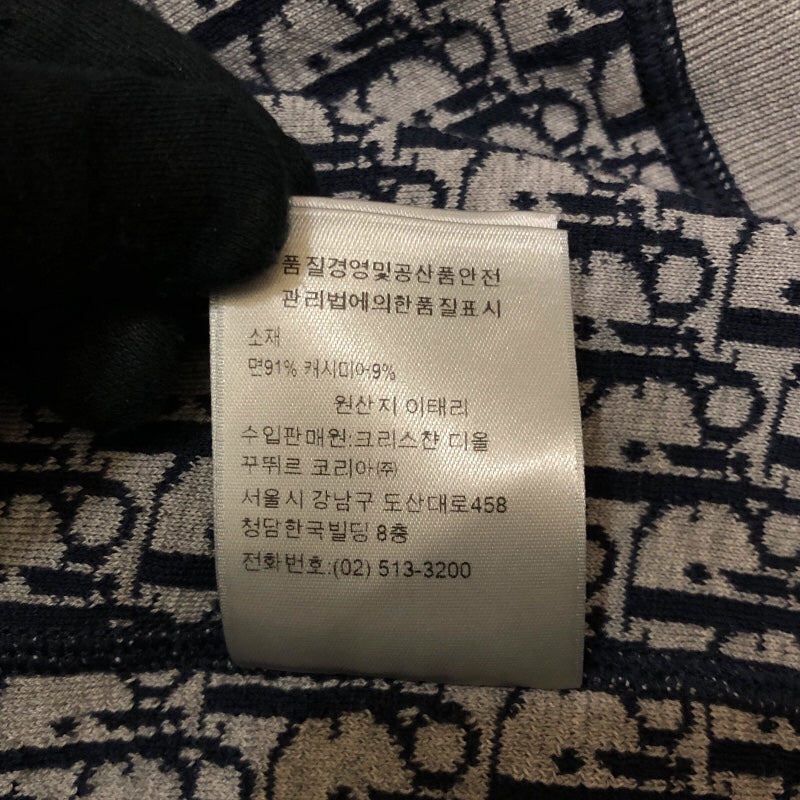 품질경영및공산품안전
관리법에의한품질표시
소재
면91% 캐시미어9%
원산지 이태리
수입판매원:크리스챤 디올
꾸뛰르 코리아㈜
서울시 강남구 도산대로458
청담한국빌딩 8층
전화번호:(02) 513-3200